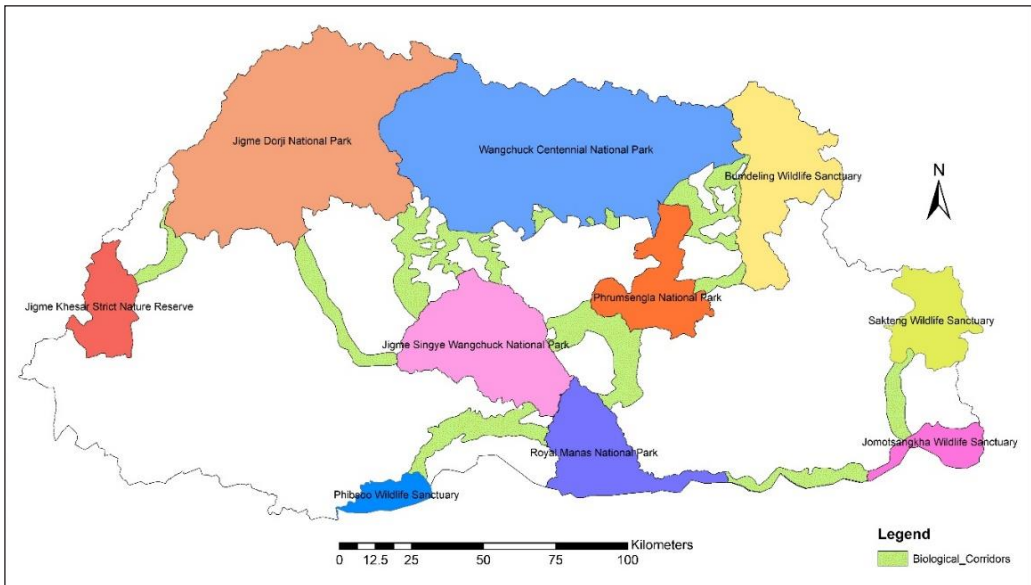 Jigme Dorji National Park
Wangchuck Centennial National Park
Bumdeling Wildlife Sanctuary
N
Jigme Khesar Strict Nature Reserve
Phrumsengla National Park
Sakteng Wildlife Sanctuary
Jigme Singye Wangchuck National Park
Jomotsangkha Wildlife Sanctuary
Royal Manas National Park
Phibsoo Wildlife Sanctuary
Legend
Biological_Corridors
Kilometers
0 12.5 25 50 75 100